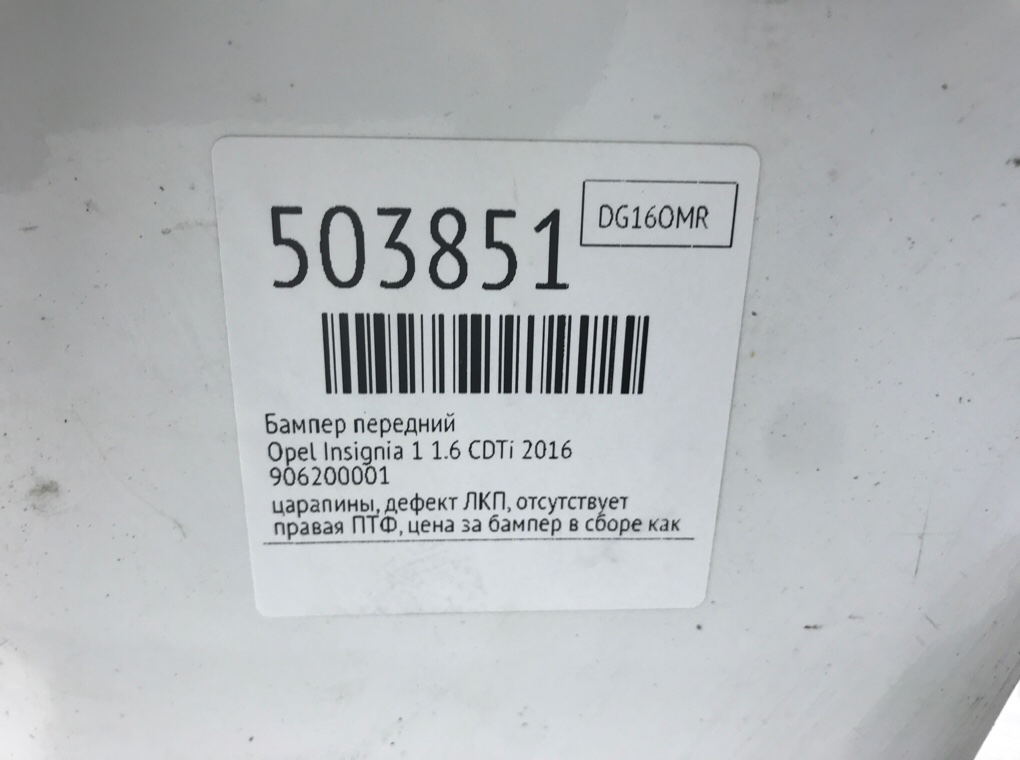 503851
DG16OMR
Бампер передний
Opel Insignia 1 1.6 CDTi 2016
906200001
царапины, дефект ЛКП, отсутствует
правая ПТФ, цена за бампер в сборе как